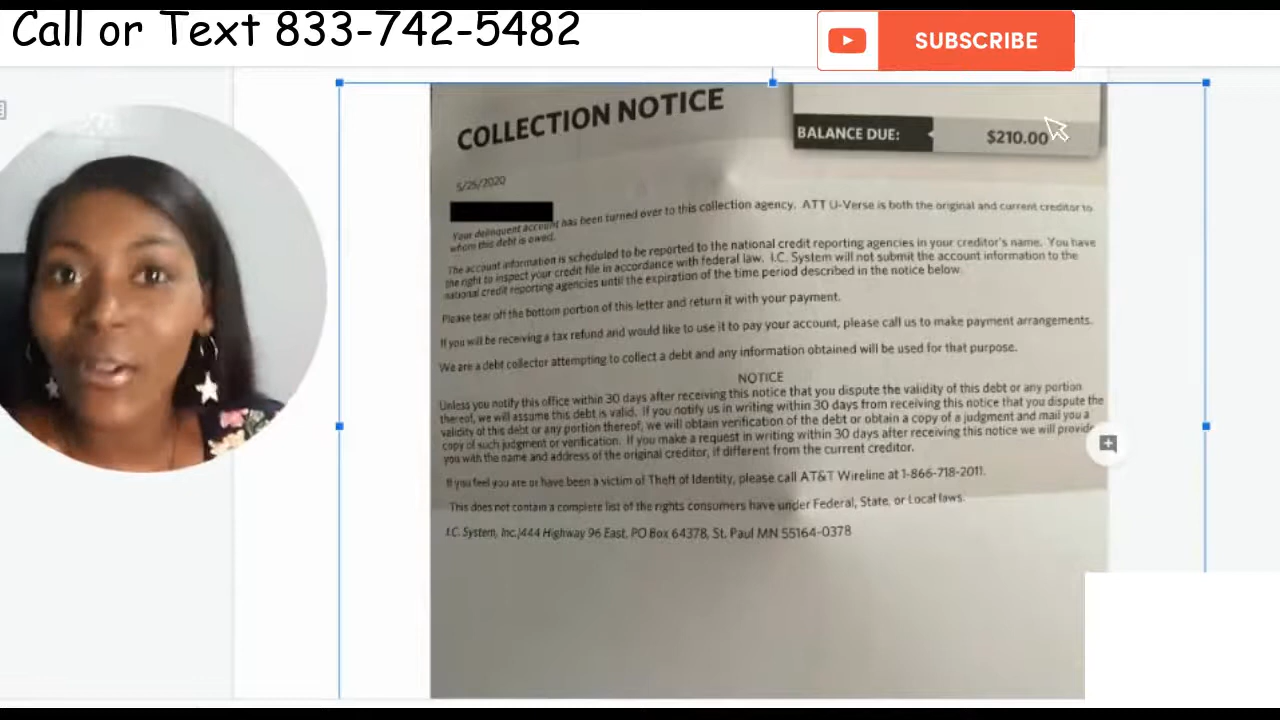 Call or Text 833-742-5482
SUBSCRIBE
COLLECTION NOTICE
BALANCE DUE:
$210.00
5/25/2020
Your delinquent account has been turned over to this collection agency. ATT U-Verse is both the original and current creditor to
whom this debt is owed.
The account information is scheduled to be reported to the national credit reporting agencies in your creditor's name. You have
the right to inspect your credit file in accordance with federal law. I.C. System will not submit the account information to the
national credit reporting agencies until the expiration of the time period described in the notice below.
Please tear off the bottom portion of this letter and return it with your payment.
If you will be receiving a tax refund and would like to use it to pay your account, please call us to make payment arrangements.
We are a debt collector attempting to collect a debt and any information obtained will be used for that purpose.
NOTICE
Unless you notify this office within 30 days after receiving this notice that you dispute the validity of this debt or any portion
thereof, we will assume this debt is valid. If you notify us in writing within 30 days from receiving this notice that you dispute the
validity of this debt or any portion thereof, we will obtain verification of the debt or obtain a copy of a judgment and mail you a
copy of such judgment or verification. If you make a request in writing within 30 days after receiving this notice we will provide
you with the name and address of the original creditor, if different from the current creditor.
If you feel you are or have been a victim of Theft of Identity, please call AT&T Wireline at 1-866-718-2011.
This does not contain a complete list of the rights consumers have under Federal, State, or Local laws.
I.C. System, Inc.|444 Highway 96 East, PO Box 64378, St. Paul MN 55164-0378